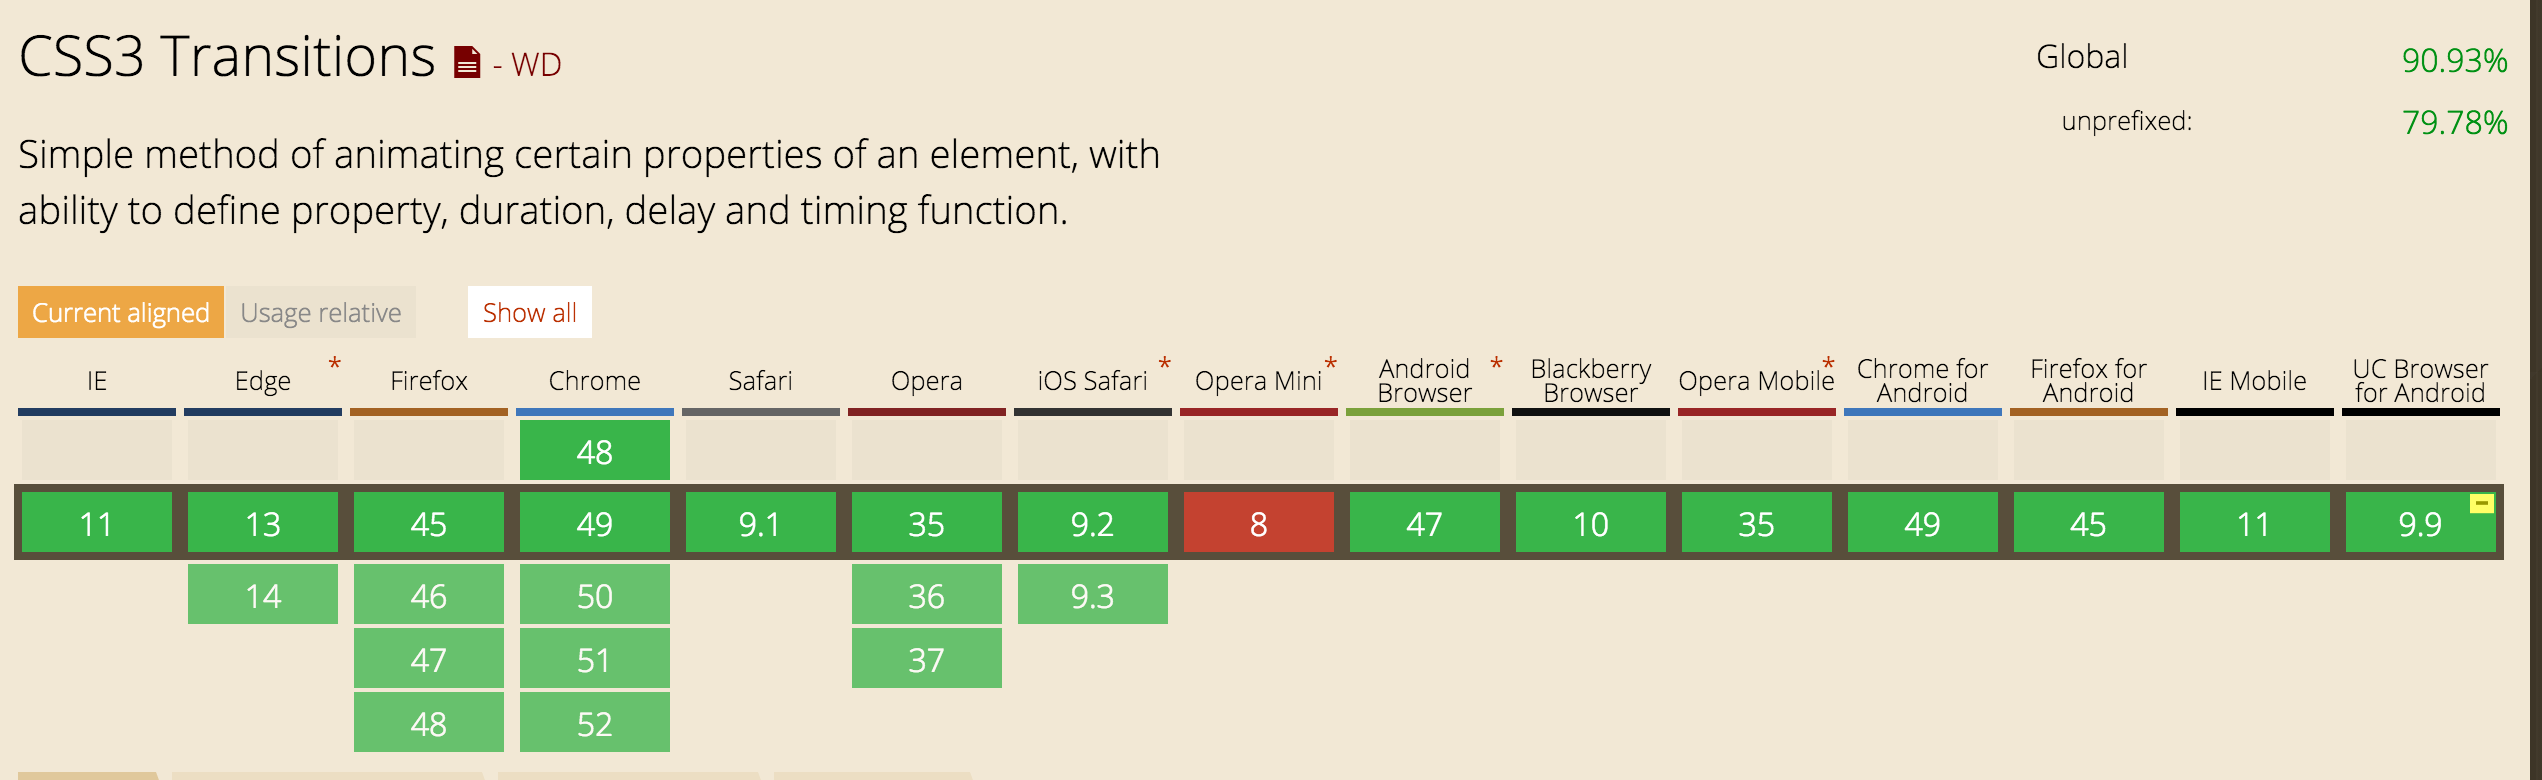 CSS3 Transitions - WD
Global 90.93%
unprefixed: 79.78%
Simple method of animating certain properties of an element, with
ability to define property, duration, delay and timing function.
Current aligned Usage relative Show all
IE Edge * Firefox Chrome Safari Opera iOS Safari * Opera Mini * Android Browser * Blackberry Browser Opera Mobile * Chrome for Android Firefox for Android IE Mobile UC Browser for Android
48
11 13 45 49 9.1 35 9.2 8 47 10 35 49 45 11 9.9 -
14 46 50 36 9.3
47 51 37
48 52